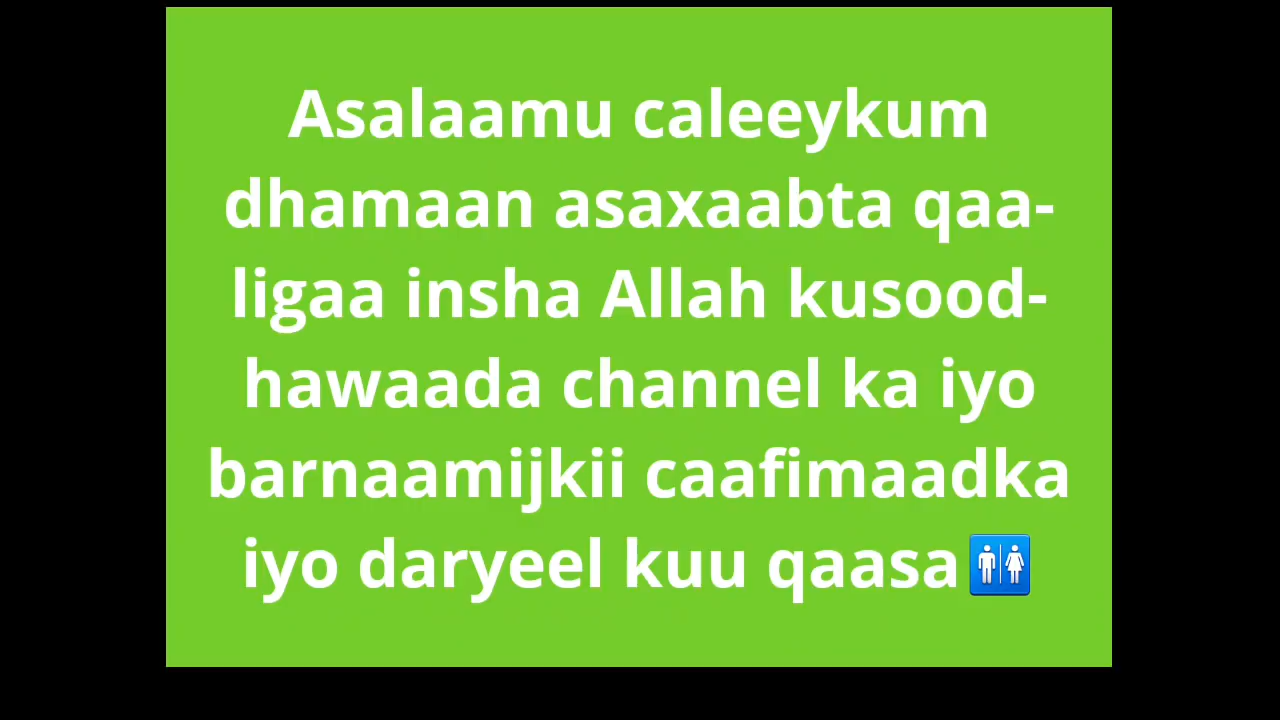 Asalaamu caleeykum
dhamaan asaxaabta qaa-
ligaa insha Allah kusood-
hawaada channel ka iyo
barnaamijkii caafimaadka
iyo daryeel kuu qaasa🚻